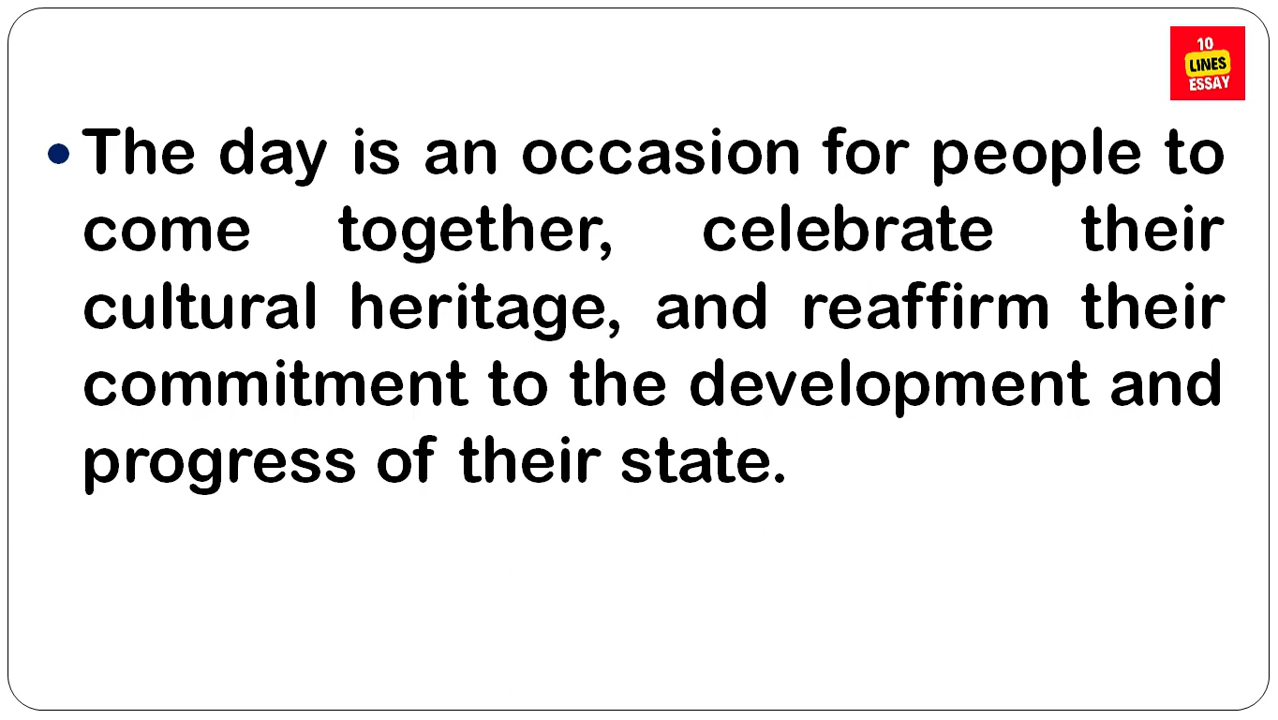 10
LINES
ESSAY
• The day is an occasion for people to
come together, celebrate their
cultural heritage, and reaffirm their
commitment to the development and
progress of their state.